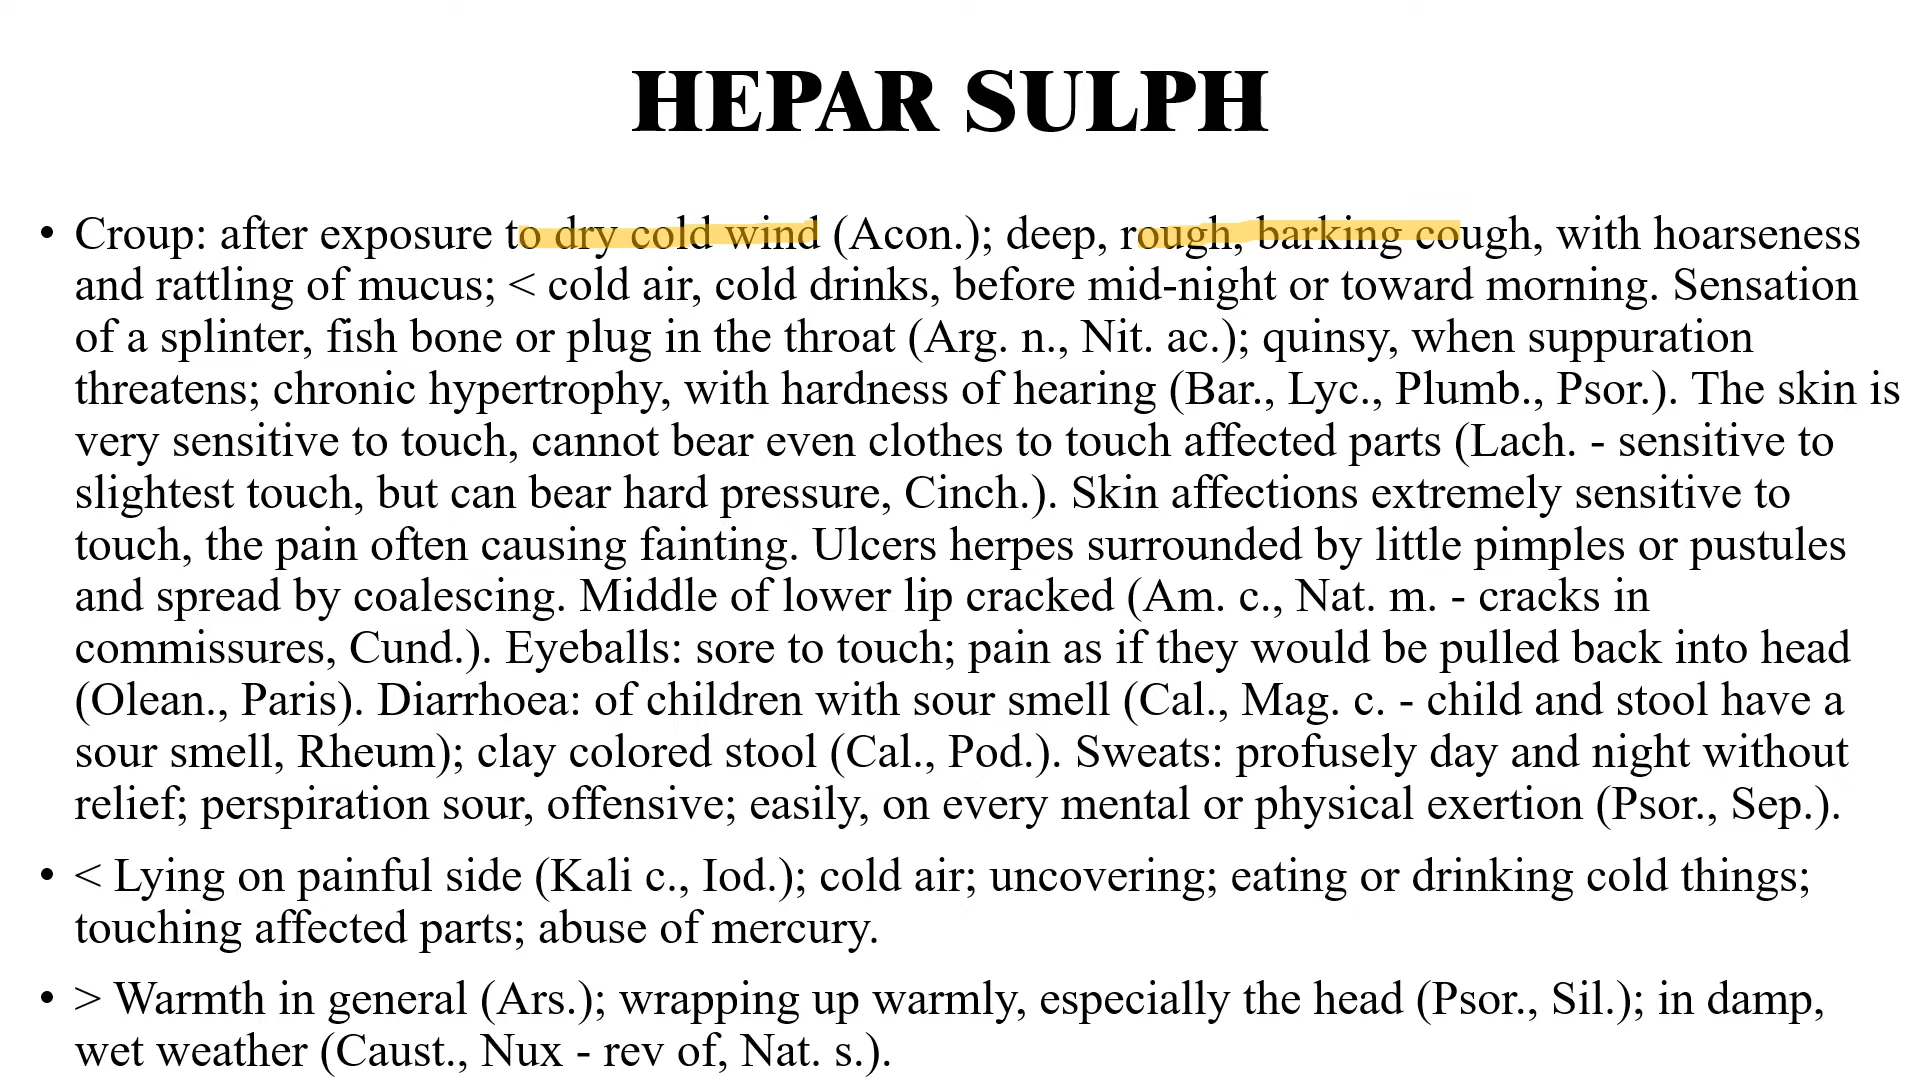 HEPAR SULPH
• Croup: after exposure to dry cold wind (Acon.); deep, rough, barking cough, with hoarseness
and rattling of mucus; < cold air, cold drinks, before mid-night or toward morning. Sensation
of a splinter, fish bone or plug in the throat (Arg. n., Nit. ac.); quinsy, when suppuration
threatens; chronic hypertrophy, with hardness of hearing (Bar., Lyc., Plumb., Psor.). The skin is
very sensitive to touch, cannot bear even clothes to touch affected parts (Lach. - sensitive to
slightest touch, but can bear hard pressure, Cinch.). Skin affections extremely sensitive to
touch, the pain often causing fainting. Ulcers herpes surrounded by little pimples or pustules
and spread by coalescing. Middle of lower lip cracked (Am. c., Nat. m. - cracks in
commissures, Cund.). Eyeballs: sore to touch; pain as if they would be pulled back into head
(Olean., Paris). Diarrhoea: of children with sour smell (Cal., Mag. c. - child and stool have a
sour smell, Rheum); clay colored stool (Cal., Pod.). Sweats: profusely day and night without
relief; perspiration sour, offensive; easily, on every mental or physical exertion (Psor., Sep.).
• < Lying on painful side (Kali c., Iod.); cold air; uncovering; eating or drinking cold things;
touching affected parts; abuse of mercury.
• > Warmth in general (Ars.); wrapping up warmly, especially the head (Psor., Sil.); in damp,
wet weather (Caust., Nux - rev of, Nat. s.).